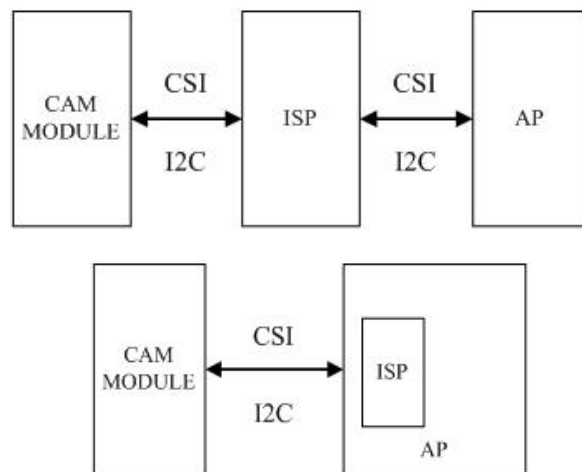 CAM
MODULE
CSI
I2C
ISP
CSI
I2C
AP
CAM
MODULE
CSI
I2C
ISP
AP